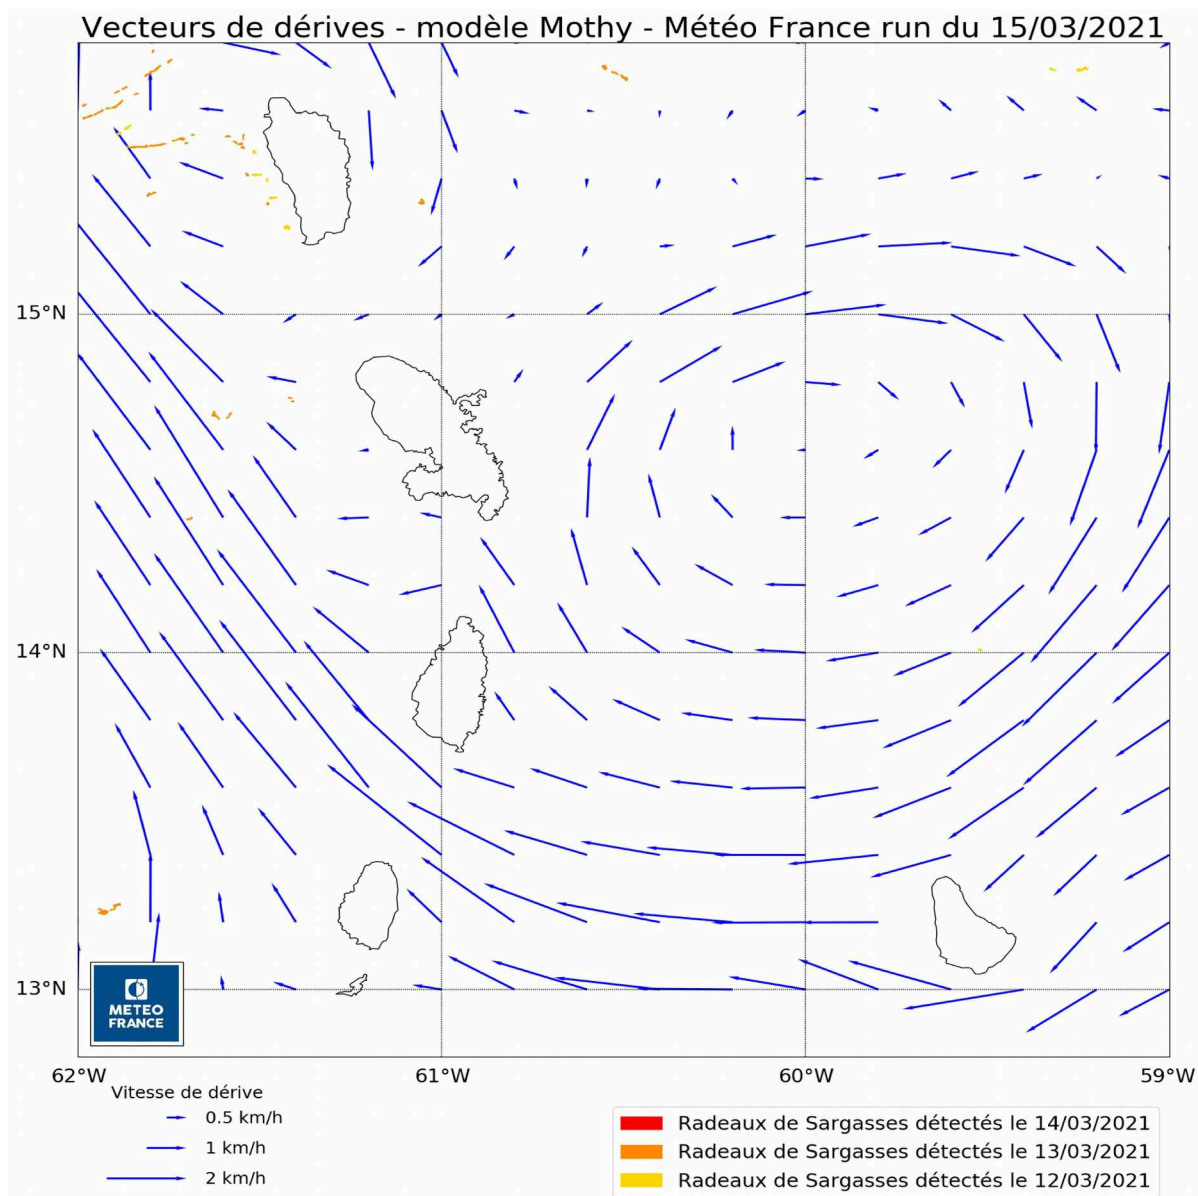 Vecteurs de dérives - modèle Mothy - Météo France run du 15/03/2021
15°N
14°N
13°N
METEO
FRANCE
62°W
61°W
60°W
59°W
Vitesse de dérive
0.5 km/h
1 km/h
2 km/h
Radeaux de Sargasses détectés le 14/03/2021
Radeaux de Sargasses détectés le 13/03/2021
Radeaux de Sargasses détectés le 12/03/2021